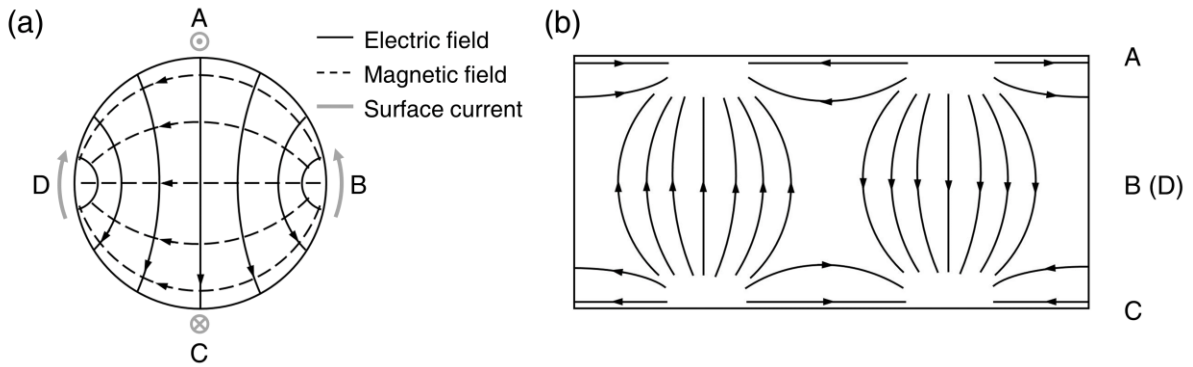 (a)
A
Electric field
Magnetic field
Surface current
D
B
C
(b)
A
B (D)
C